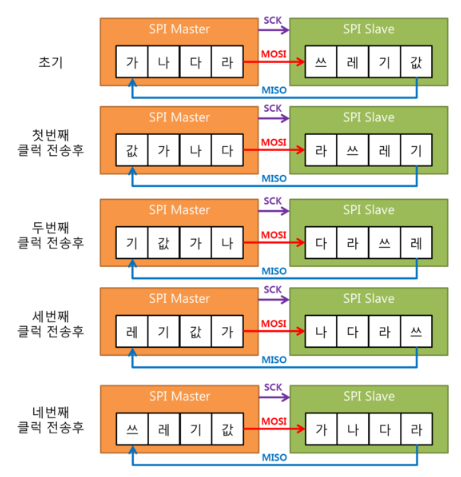 SCK
SPI Master SPI Slave
초기 가 나 다 라 MOSI 쓰 레 기 값
MISO
SCK
SPI Master SPI Slave
첫번째
클럭 전송후
값 가 나 다 MOSI 라 쓰 레 기
MISO
SCK
SPI Master SPI Slave
두번째
클럭 전송후
기 값 가 나 MOSI 다 라 쓰 레
MISO
SCK
SPI Master SPI Slave
세번째
클럭 전송후
레 기 값 가 MOSI 나 다 라 쓰
MISO
SCK
SPI Master SPI Slave
네번째
클럭 전송후
쓰 레 기 값 MOSI 가 나 다 라
MISO